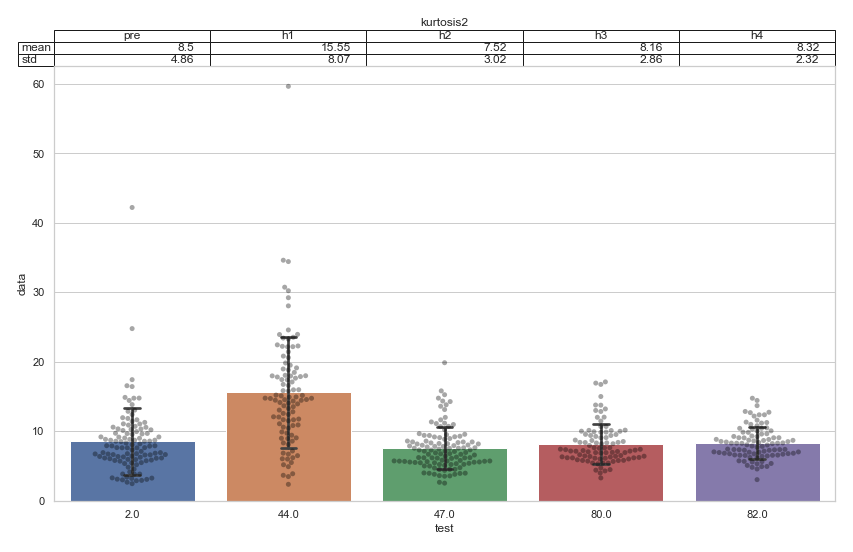 kurtosis2
pre h1 h2 h3 h4
mean 8.5 15.55 7.52 8.16 8.32
std 4.86 8.07 3.02 2.86 2.32
60
50
40
30
20
10
0
data
2.0 44.0 47.0 80.0 82.0
test